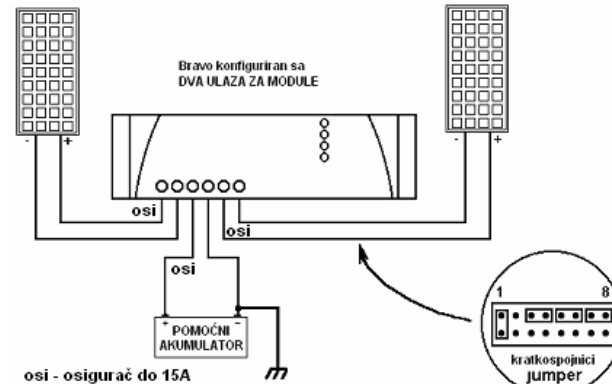 Bravo konfiguriran sa
DVA ULAZA ZA MODULE
- +
- +
osi
osi
osi
+ -
POMOĆNI
AKUMULATOR
1 8
kratkospojnici
jumper
osi - osigurač do 15A